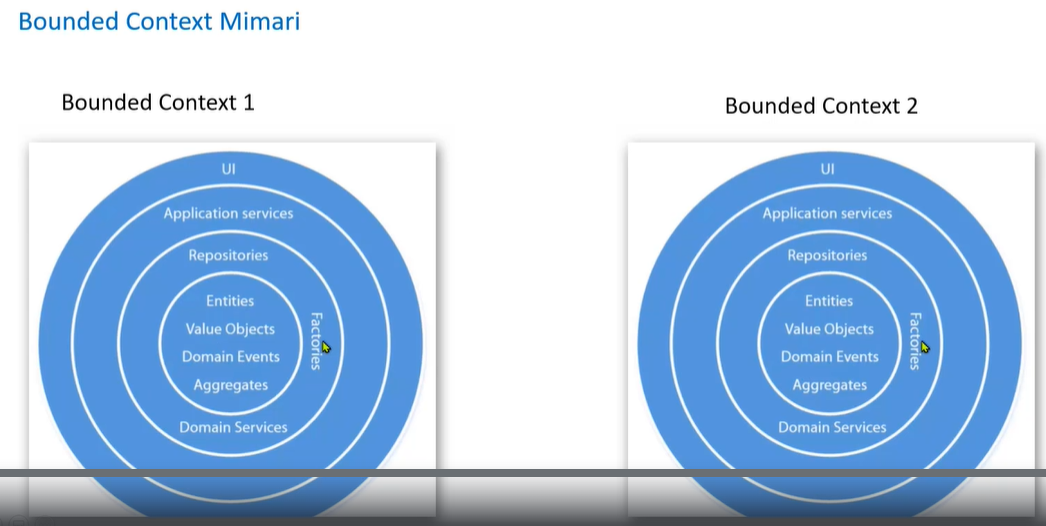 Bounded Context Mimari
Bounded Context 1
UI
Application services
Repositories
Entities
Value Objects
Domain Events
Aggregates
Factories
Domain Services
Bounded Context 2
UI
Application services
Repositories
Entities
Value Objects
Domain Events
Aggregates
Factories
Domain Services